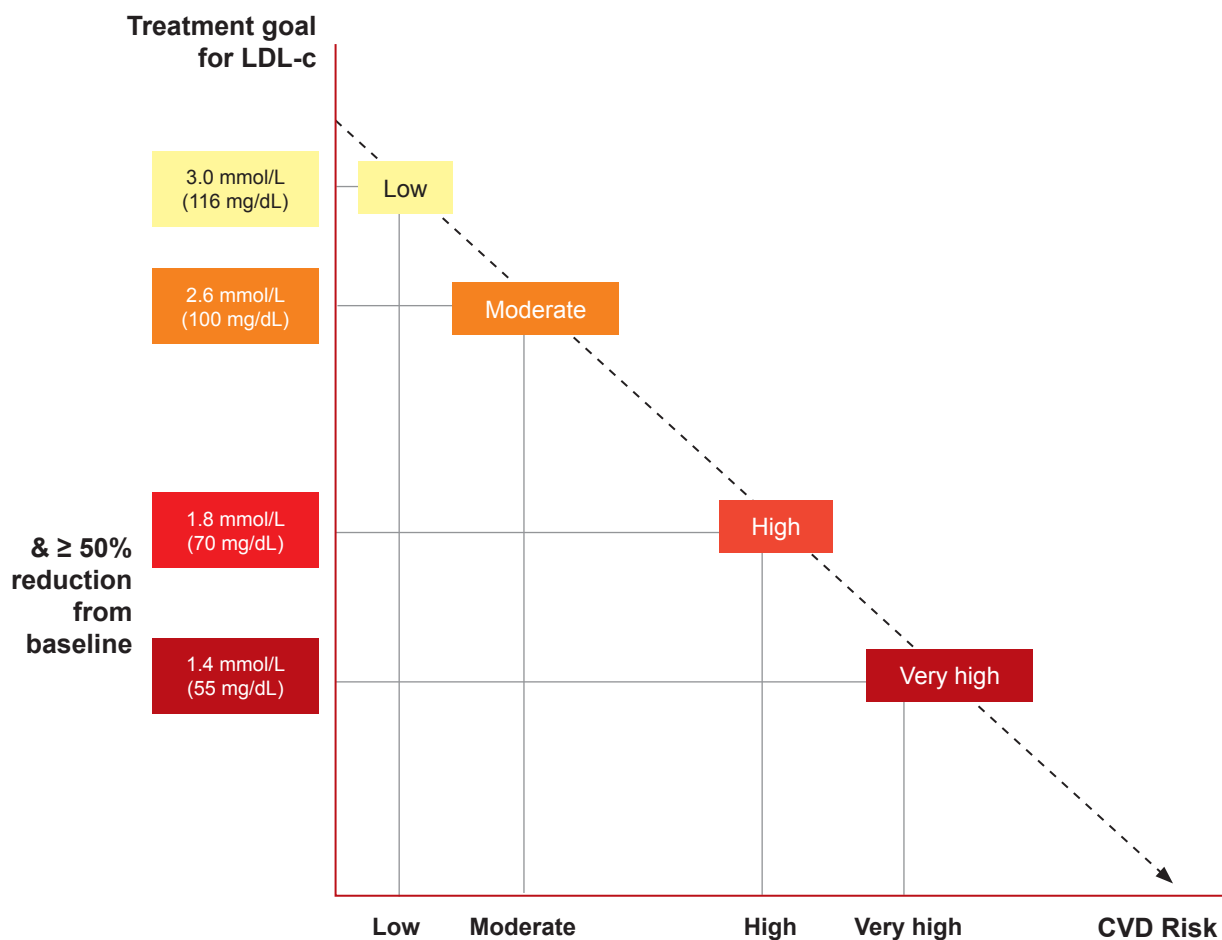 Treatment goal
for LDL-c
3.0 mmol/L
(116 mg/dL)
Low
2.6 mmol/L
(100 mg/dL)
Moderate
1.8 mmol/L
(70 mg/dL)
High
& ≥ 50%
reduction
from
baseline
1.4 mmol/L
(55 mg/dL)
Very high
Low
Moderate
High
Very high
CVD Risk